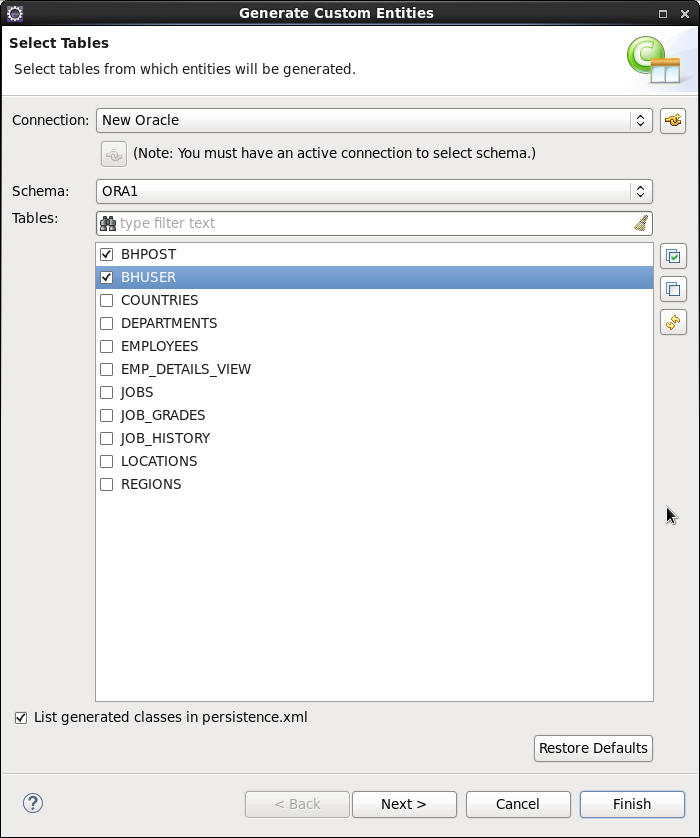 Generate Custom Entities
Select Tables
Select tables from which entities will be generated.
Connection: New Oracle
(Note: You must have an active connection to select schema.)
Schema: ORA1
Tables: type filter text
BHPOST
BHUSER
COUNTRIES
DEPARTMENTS
EMPLOYEES
EMP_DETAILS_VIEW
JOBS
JOB_GRADES
JOB_HISTORY
LOCATIONS
REGIONS
List generated classes in persistence.xml
Restore Defaults
? < Back Next > Cancel Finish